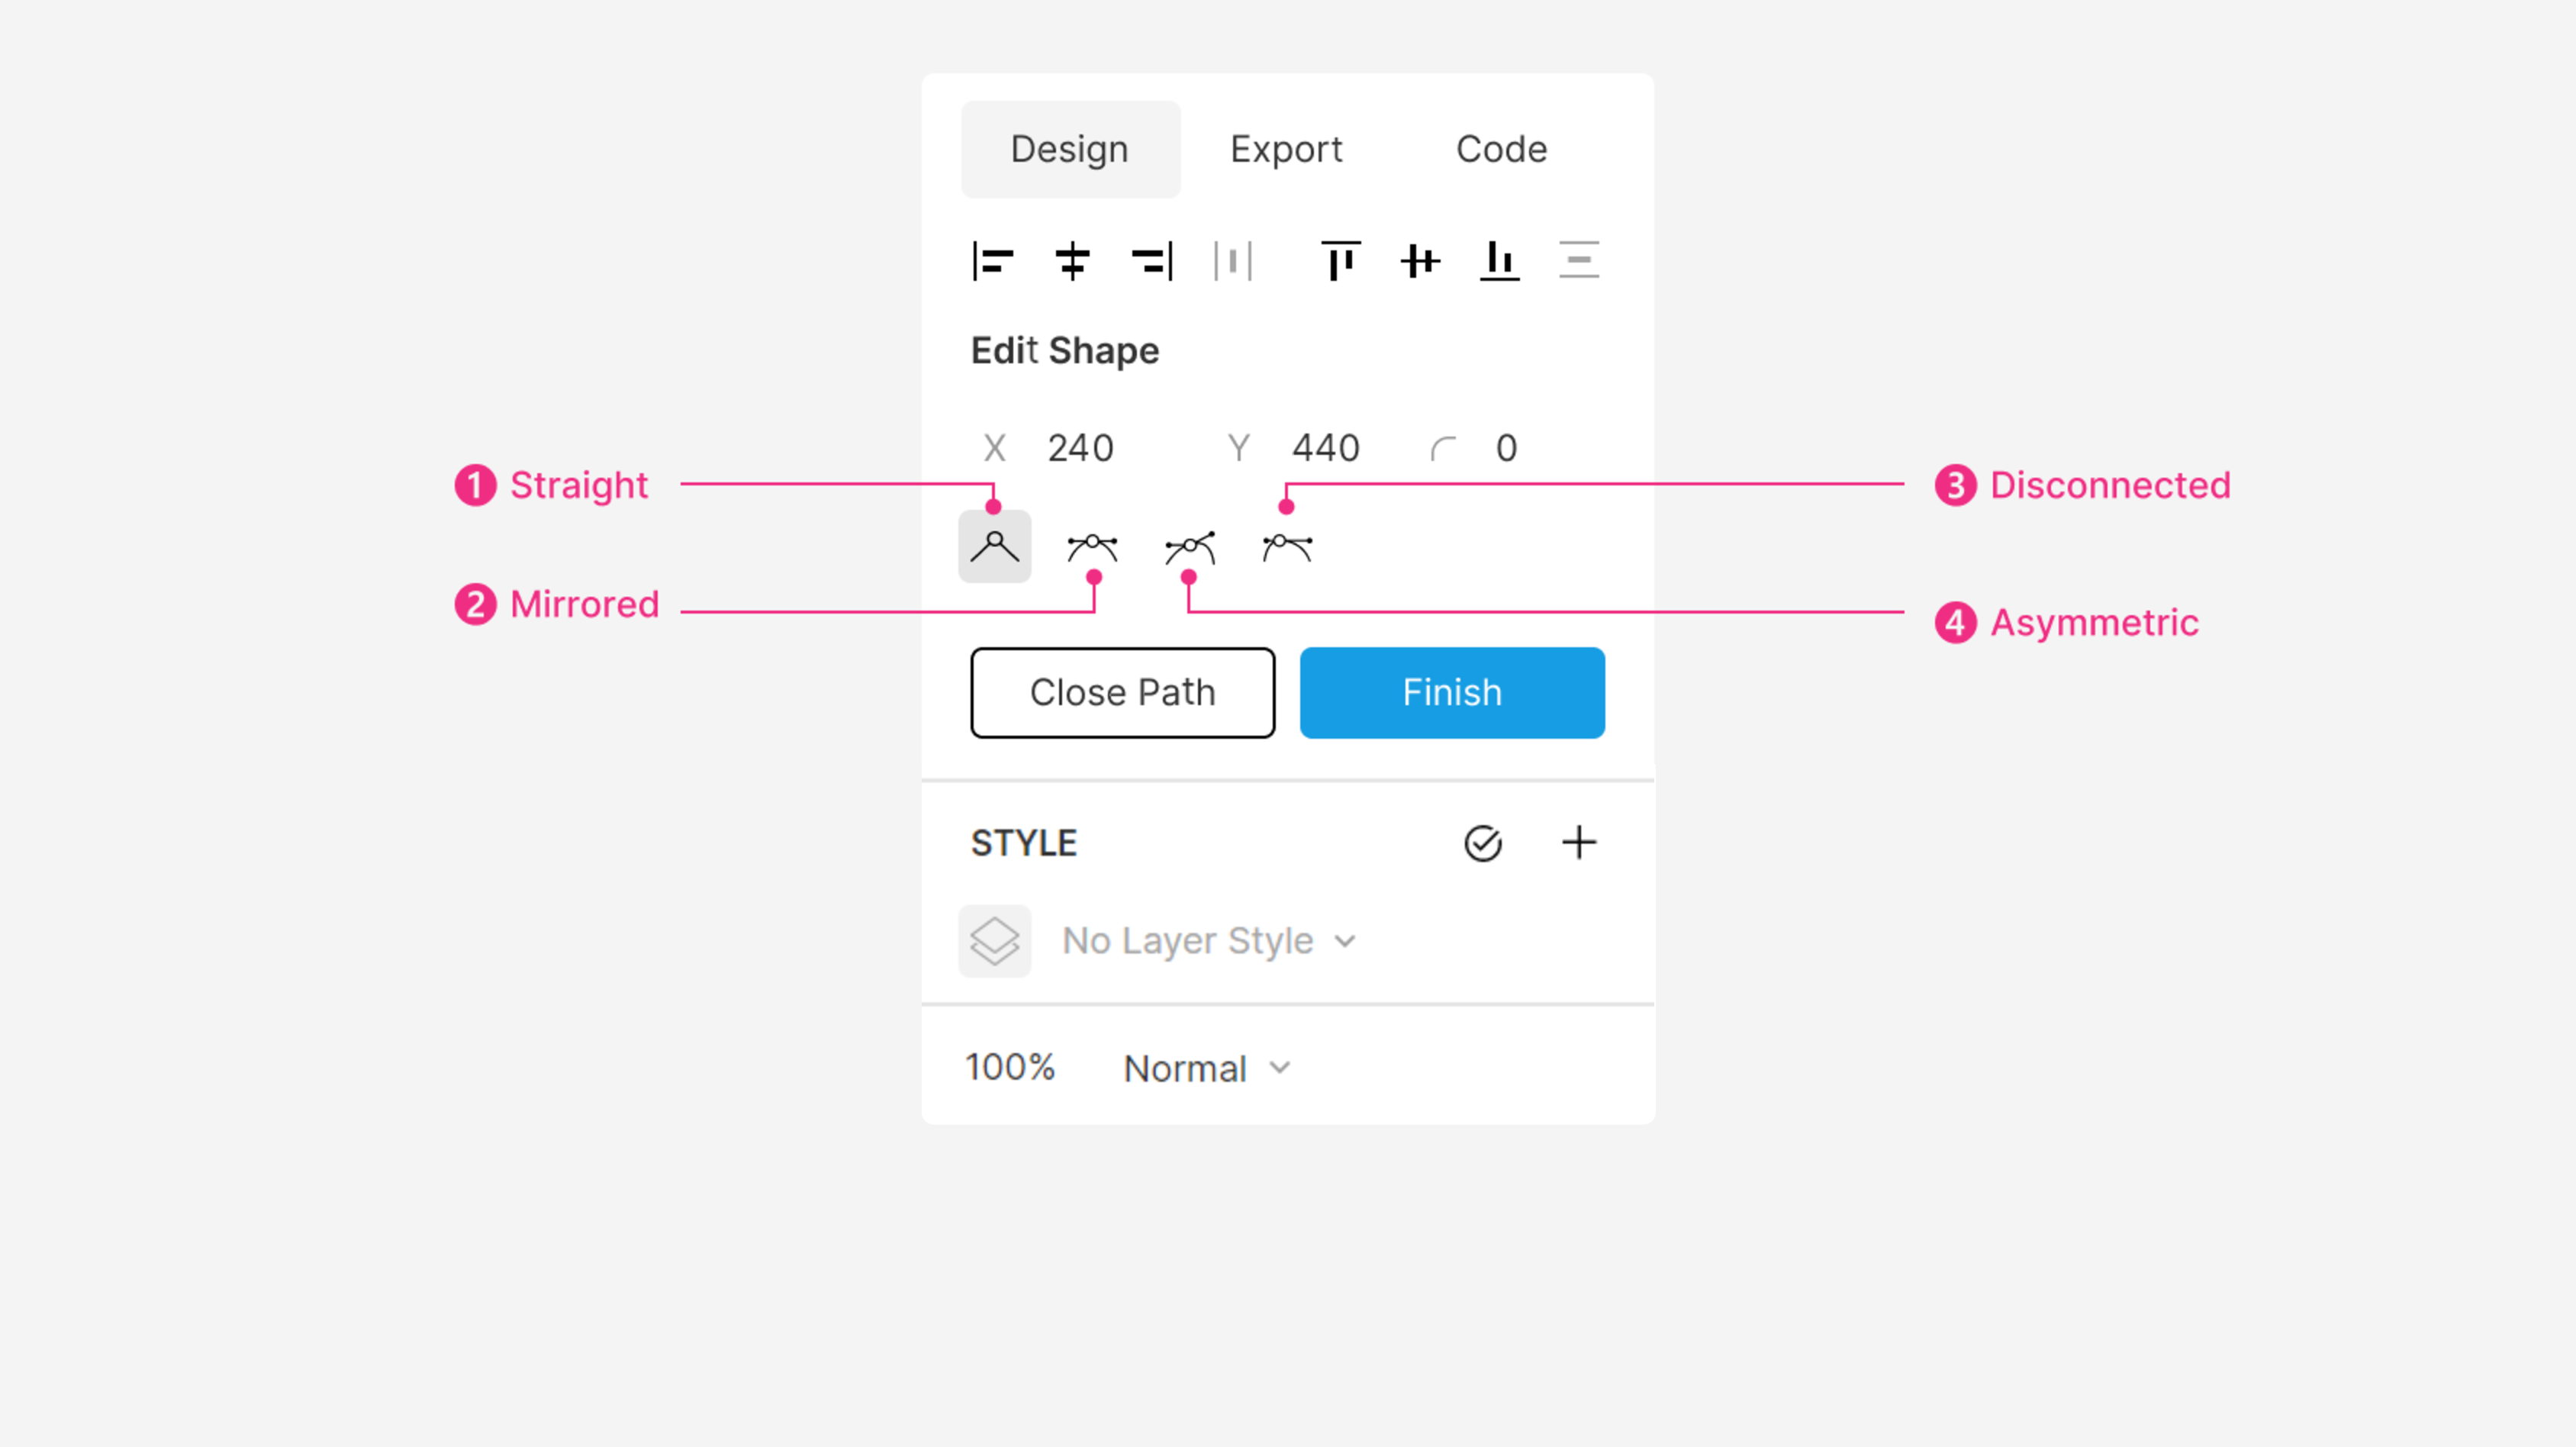 Design Export Code
Edit Shape
X 240 Y 440 0
1 Straight
3 Disconnected
2 Mirrored
4 Asymmetric
Close Path Finish
STYLE
No Layer Style
100% Normal